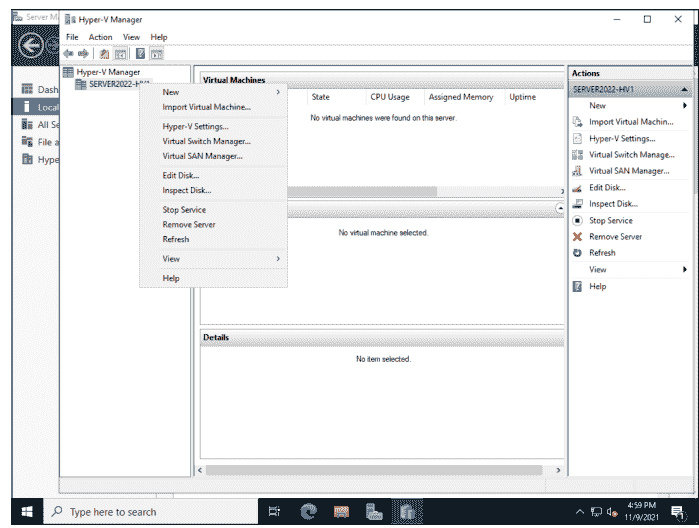 Server M
Hyper-V Manager
File Action View Help
Hyper-V Manager
SERVER2022-HV1
Dash
Local
All Se
File a
Hype
New
Import Virtual Machine...
Hyper-V Settings...
Virtual Switch Manager...
Virtual SAN Manager...
Edit Disk...
Inspect Disk...
Stop Service
Remove Server
Refresh
View
Help
Virtual Machines
State CPU Usage Assigned Memory Uptime
No virtual machines were found on this server.
No virtual machine selected.
Details
No item selected.
Actions
SERVER2022-HV1
New
Import Virtual Machin...
Hyper-V Settings...
Virtual Switch Manage...
Virtual SAN Manager...
Edit Disk...
Inspect Disk...
Stop Service
Remove Server
Refresh
View
Help
Type here to search
4:59 PM
11/9/2021